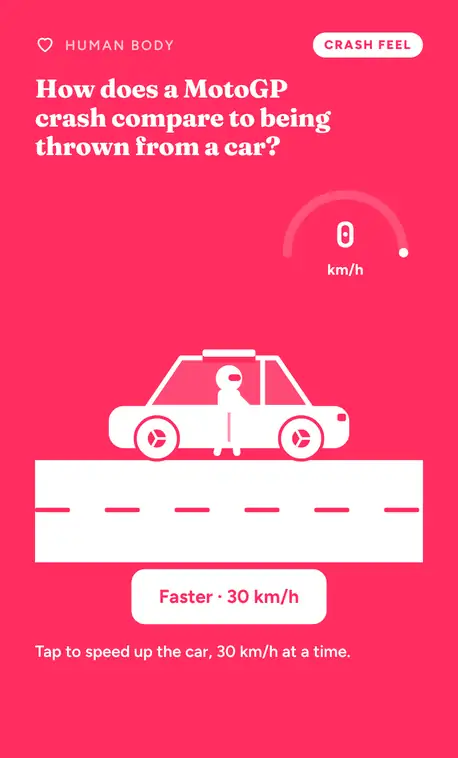 HUMAN BODY
CRASH FEEL
How does a MotoGP
crash compare to being
thrown from a car?
0
km/h
Faster · 30 km/h
Tap to speed up the car, 30 km/h at a time.